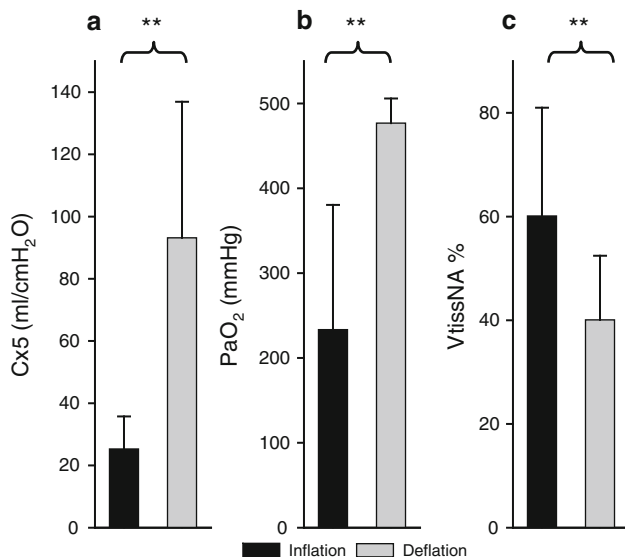 a
**
Cx5 (ml/cmH₂O)
140
120
100
80
60
40
20
0
b
**
PaO₂ (mmHg)
500
400
300
200
100
0
c
**
VtissNA %
80
60
40
20
0
Inflation
Deflation